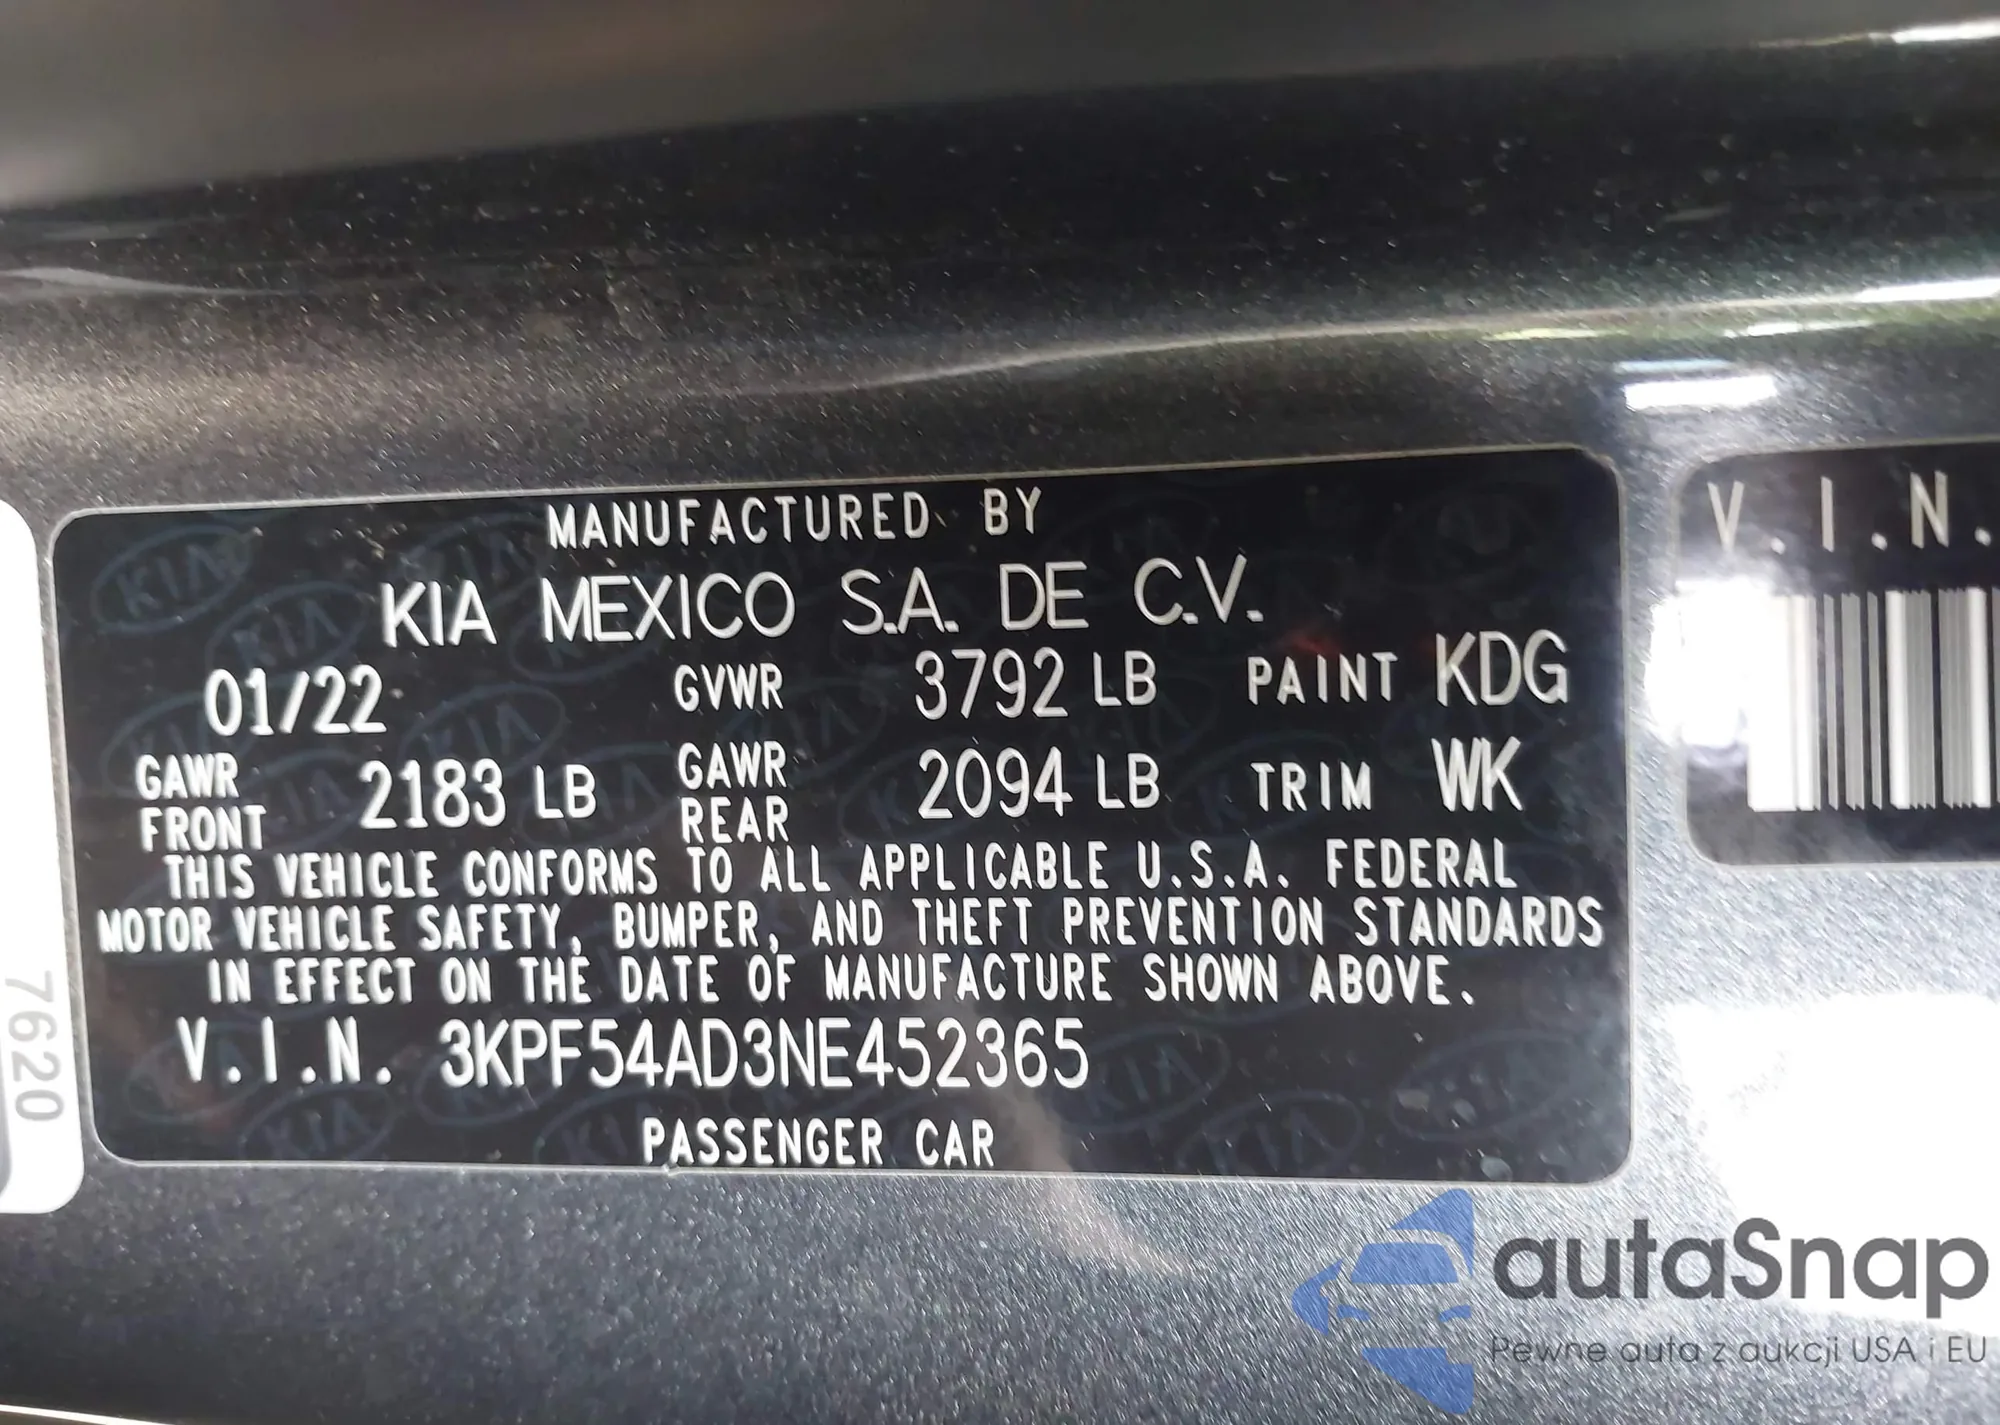 MANUFACTURED BY
KIA MEXICO S.A. DE C.V.
01/22 GVWR 3792 LB PAINT KDG
GAWR FRONT 2183 LB GAWR REAR 2094 LB TRIM WK
THIS VEHICLE CONFORMS TO ALL APPLICABLE U.S.A. FEDERAL
MOTOR VEHICLE SAFETY, BUMPER, AND THEFT PREVENTION STANDARDS
IN EFFECT ON THE DATE OF MANUFACTURE SHOWN ABOVE.
V.I.N. 3KPF54AD3NE452365
PASSENGER CAR
V.I.N.
7620
autaSnap
Pewne auta z aukcji USA i EU